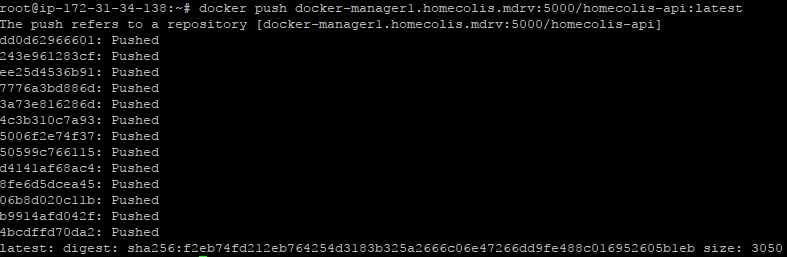 root@ip-172-31-34-138:~# docker push docker-manager1.homecolis.mdrv:5000/homecolis-api:latest
The push refers to a repository [docker-manager1.homecolis.mdrv:5000/homecolis-api]
dd0d62966601: Pushed
243e961283cf: Pushed
ee25d4536b91: Pushed
7776a3bd886d: Pushed
3a73e816286d: Pushed
4c3b310c7a93: Pushed
5006f2e74f37: Pushed
50599c766115: Pushed
d4141af68ac4: Pushed
8fe6d5dcea45: Pushed
06b8d020c11b: Pushed
b9914afd042f: Pushed
4bcdffd70da2: Pushed
latest: digest: sha256:f2eb74fd212eb764254d3183b325a2666c06e47266dd9fe488c016952605b1eb size: 3050